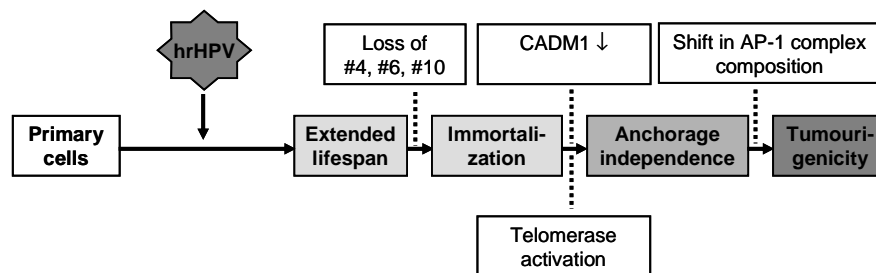 hrHPV
Loss of
#4, #6, #10
CADM1 ↓
Shift in AP-1 complex
composition
Primary
cells
Extended
lifespan
Immortali-
zation
Anchorage
independence
Tumouri-
genicity
Telomerase
activation